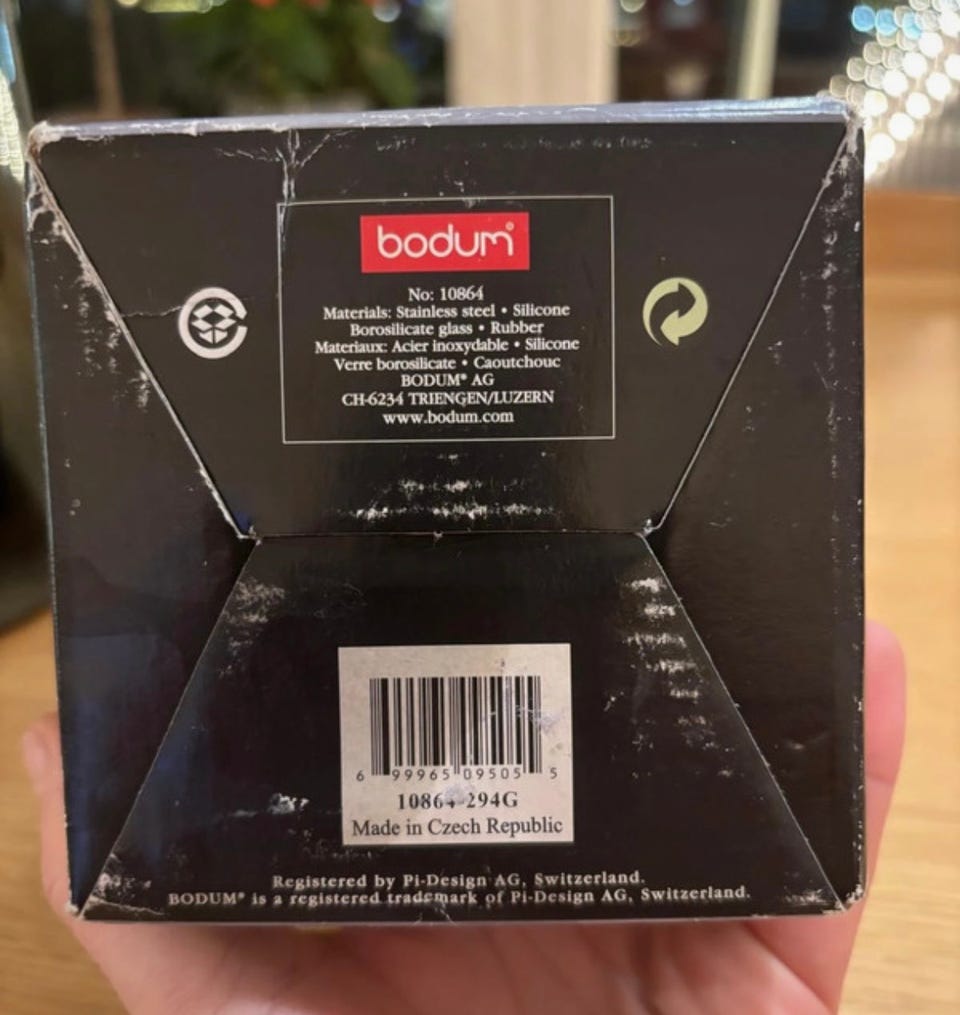 bodum®
No: 10864
Materials: Stainless steel • Silicone
Borosilicate glass • Rubber
Materiaux: Acier inoxydable • Silicone
Verre borosilicate • Caoutchouc
BODUM® AG
CH-6234 TRIENGEN/LUZERN
www.bodum.com
6 99965 09505 5
10864-294G
Made in Czech Republic
Registered by Pi-Design AG, Switzerland.
BODUM® is a registered trademark of Pi-Design AG, Switzerland.